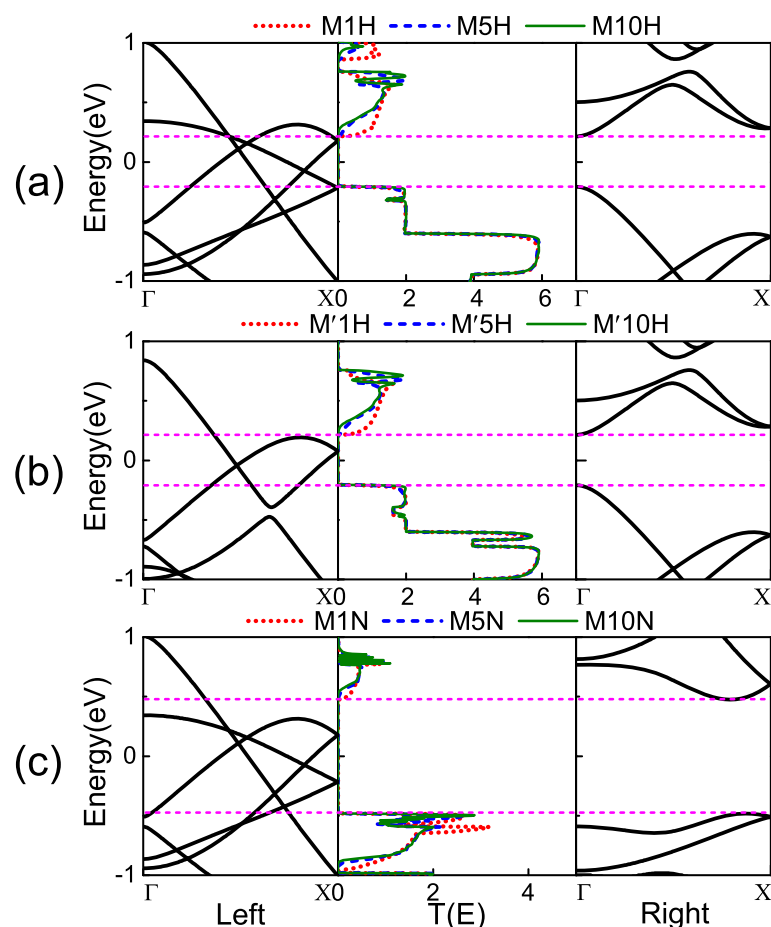 M1H M5H M10H
(a)
Energy(eV)
1
0
-1
Γ X 0 2 4 6 Γ X
M′1H M′5H M′10H
(b)
Energy(eV)
1
0
-1
Γ X 0 2 4 6 Γ X
M1N M5N M10N
(c)
Energy(eV)
1
0
-1
Γ X 0 2 4 Γ X
Left T(E) Right